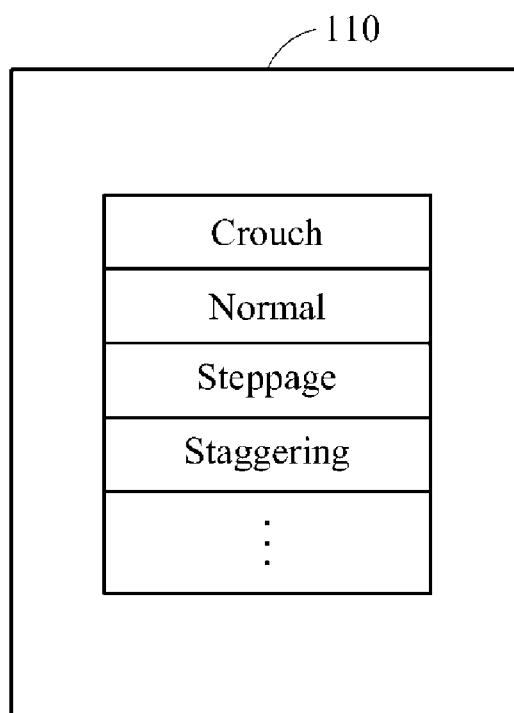 110
Crouch
Normal
Steppage
Staggering
⋮